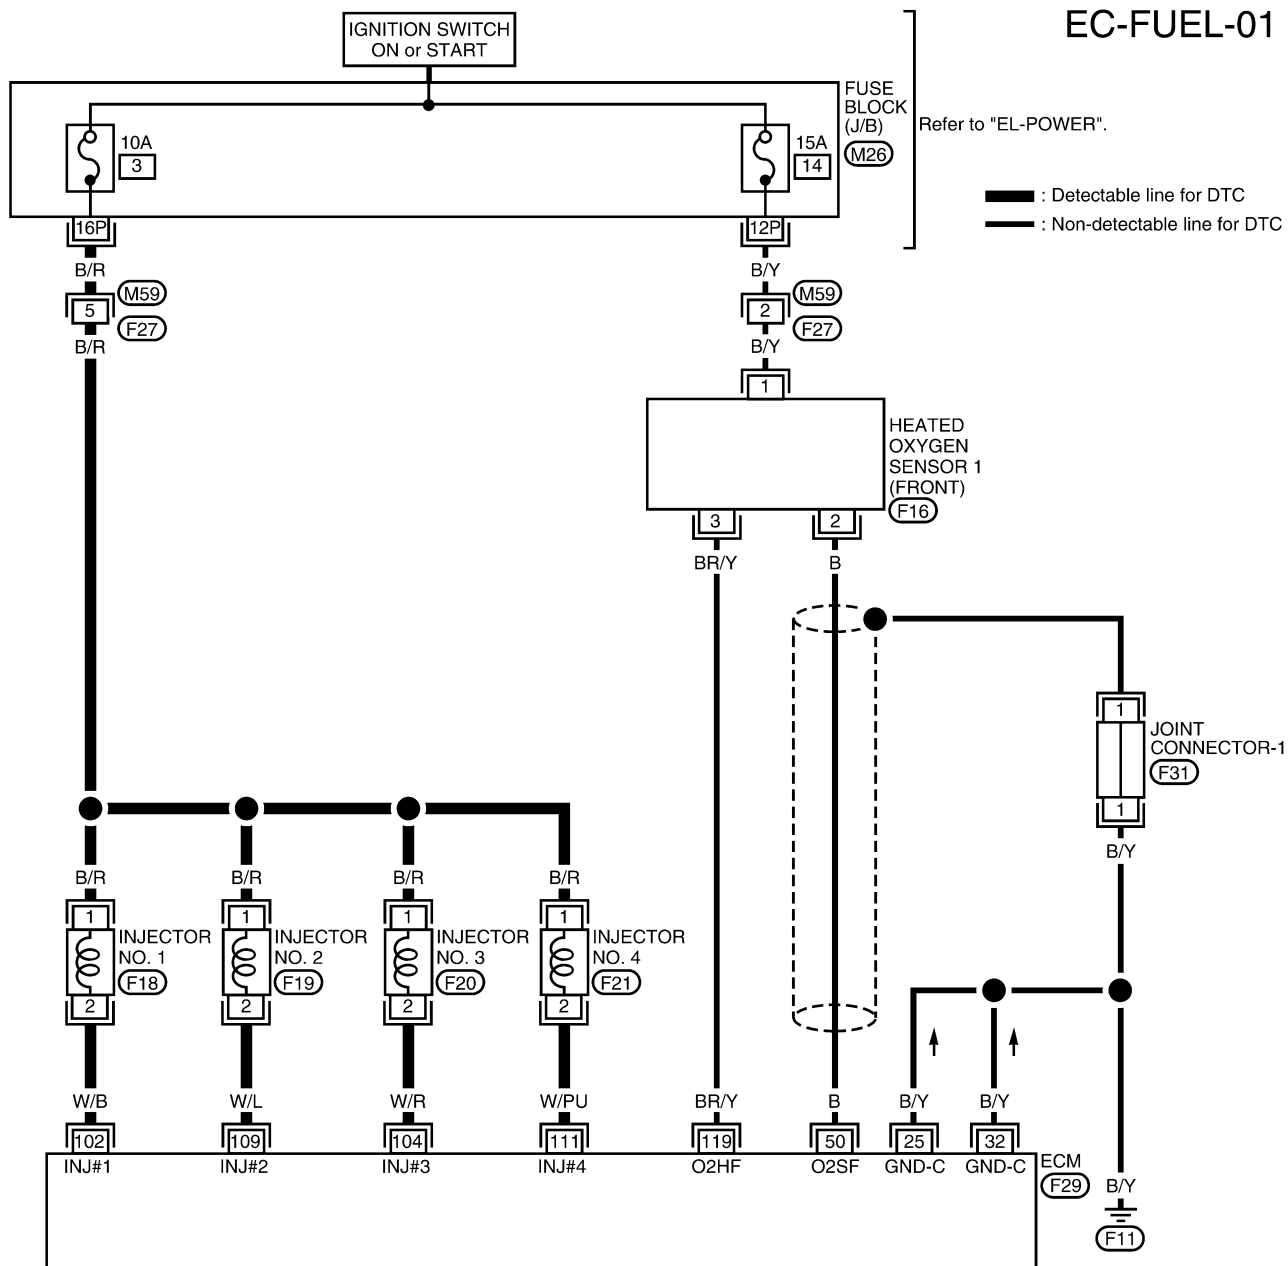 EC-FUEL-01
IGNITION SWITCH
ON or START
FUSE
BLOCK
(J/B)
M26
Refer to "EL-POWER".
10A
3
15A
14
: Detectable line for DTC
: Non-detectable line for DTC
16P
12P
B/R
B/Y
M59
M59
5
2
F27
F27
B/R
B/Y
1
HEATED
OXYGEN
SENSOR 1
(FRONT)
F16
3
2
BR/Y
B
1
JOINT
CONNECTOR-1
F31
1
B/Y
B/R
B/R
B/R
B/R
1
1
1
1
INJECTOR
NO. 1
F18
INJECTOR
NO. 2
F19
INJECTOR
NO. 3
F20
INJECTOR
NO. 4
F21
2
2
2
2
W/B
W/L
W/R
W/PU
BR/Y
B
B/Y
B/Y
102
109
104
111
119
50
25
32
INJ#1
INJ#2
INJ#3
INJ#4
O2HF
O2SF
GND-C
GND-C
ECM
F29
B/Y
F11